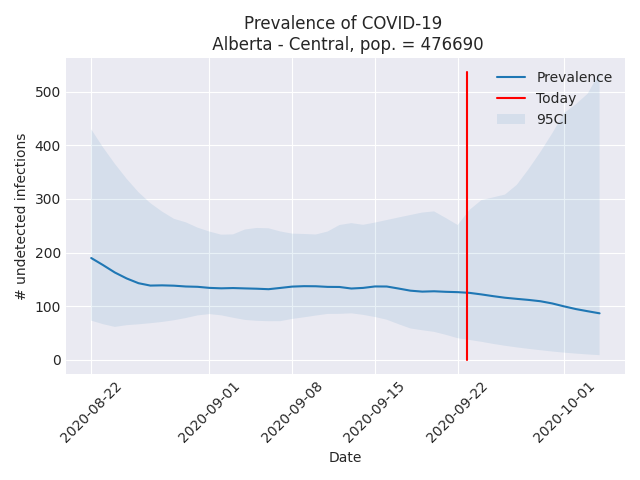 Prevalence of COVID-19
Alberta - Central, pop. = 476690
Prevalence
Today
95CI
500
400
300
200
100
0
# undetected infections
2020-08-22
2020-09-01
2020-09-08
2020-09-15
2020-09-22
2020-10-01
Date